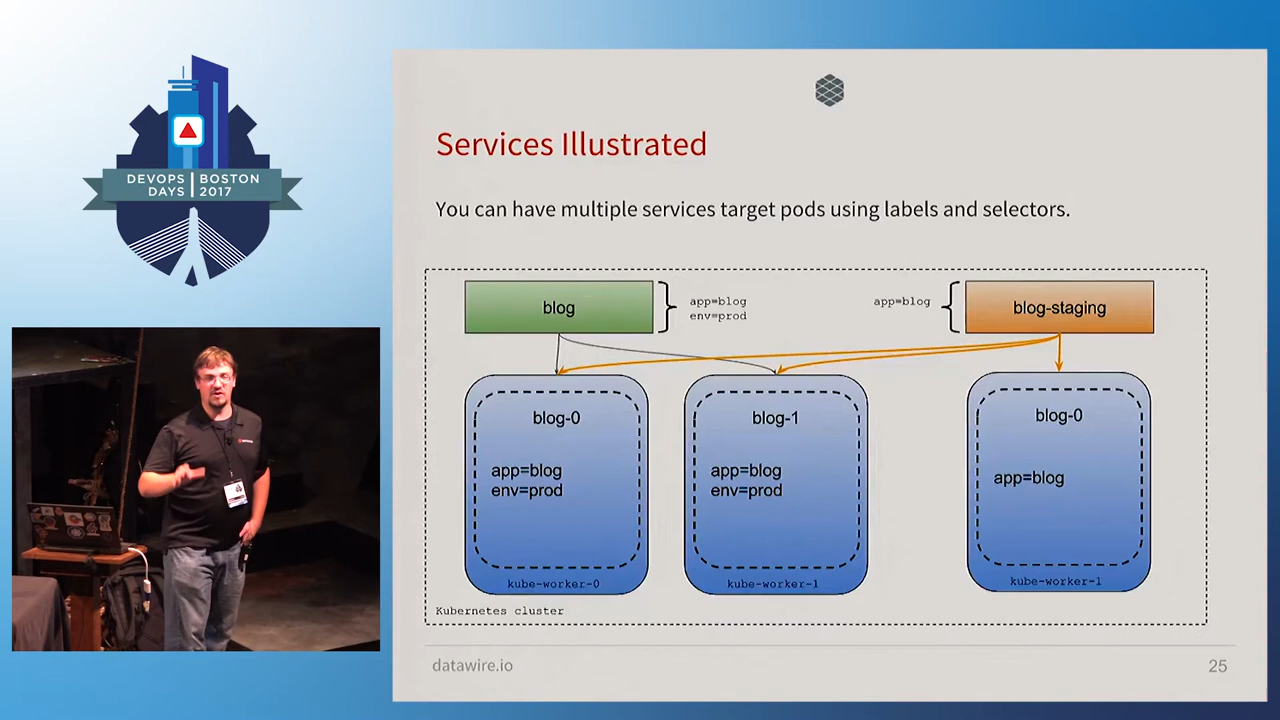 DEVOPS BOSTON
DAYS 2017
Services Illustrated
You can have multiple services target pods using labels and selectors.
blog
app=blog
env=prod
app=blog
blog-staging
blog-0
app=blog
env=prod
kube-worker-0
blog-1
app=blog
env=prod
kube-worker-1
blog-0
app=blog
kube-worker-1
Kubernetes cluster
datawire.io
25